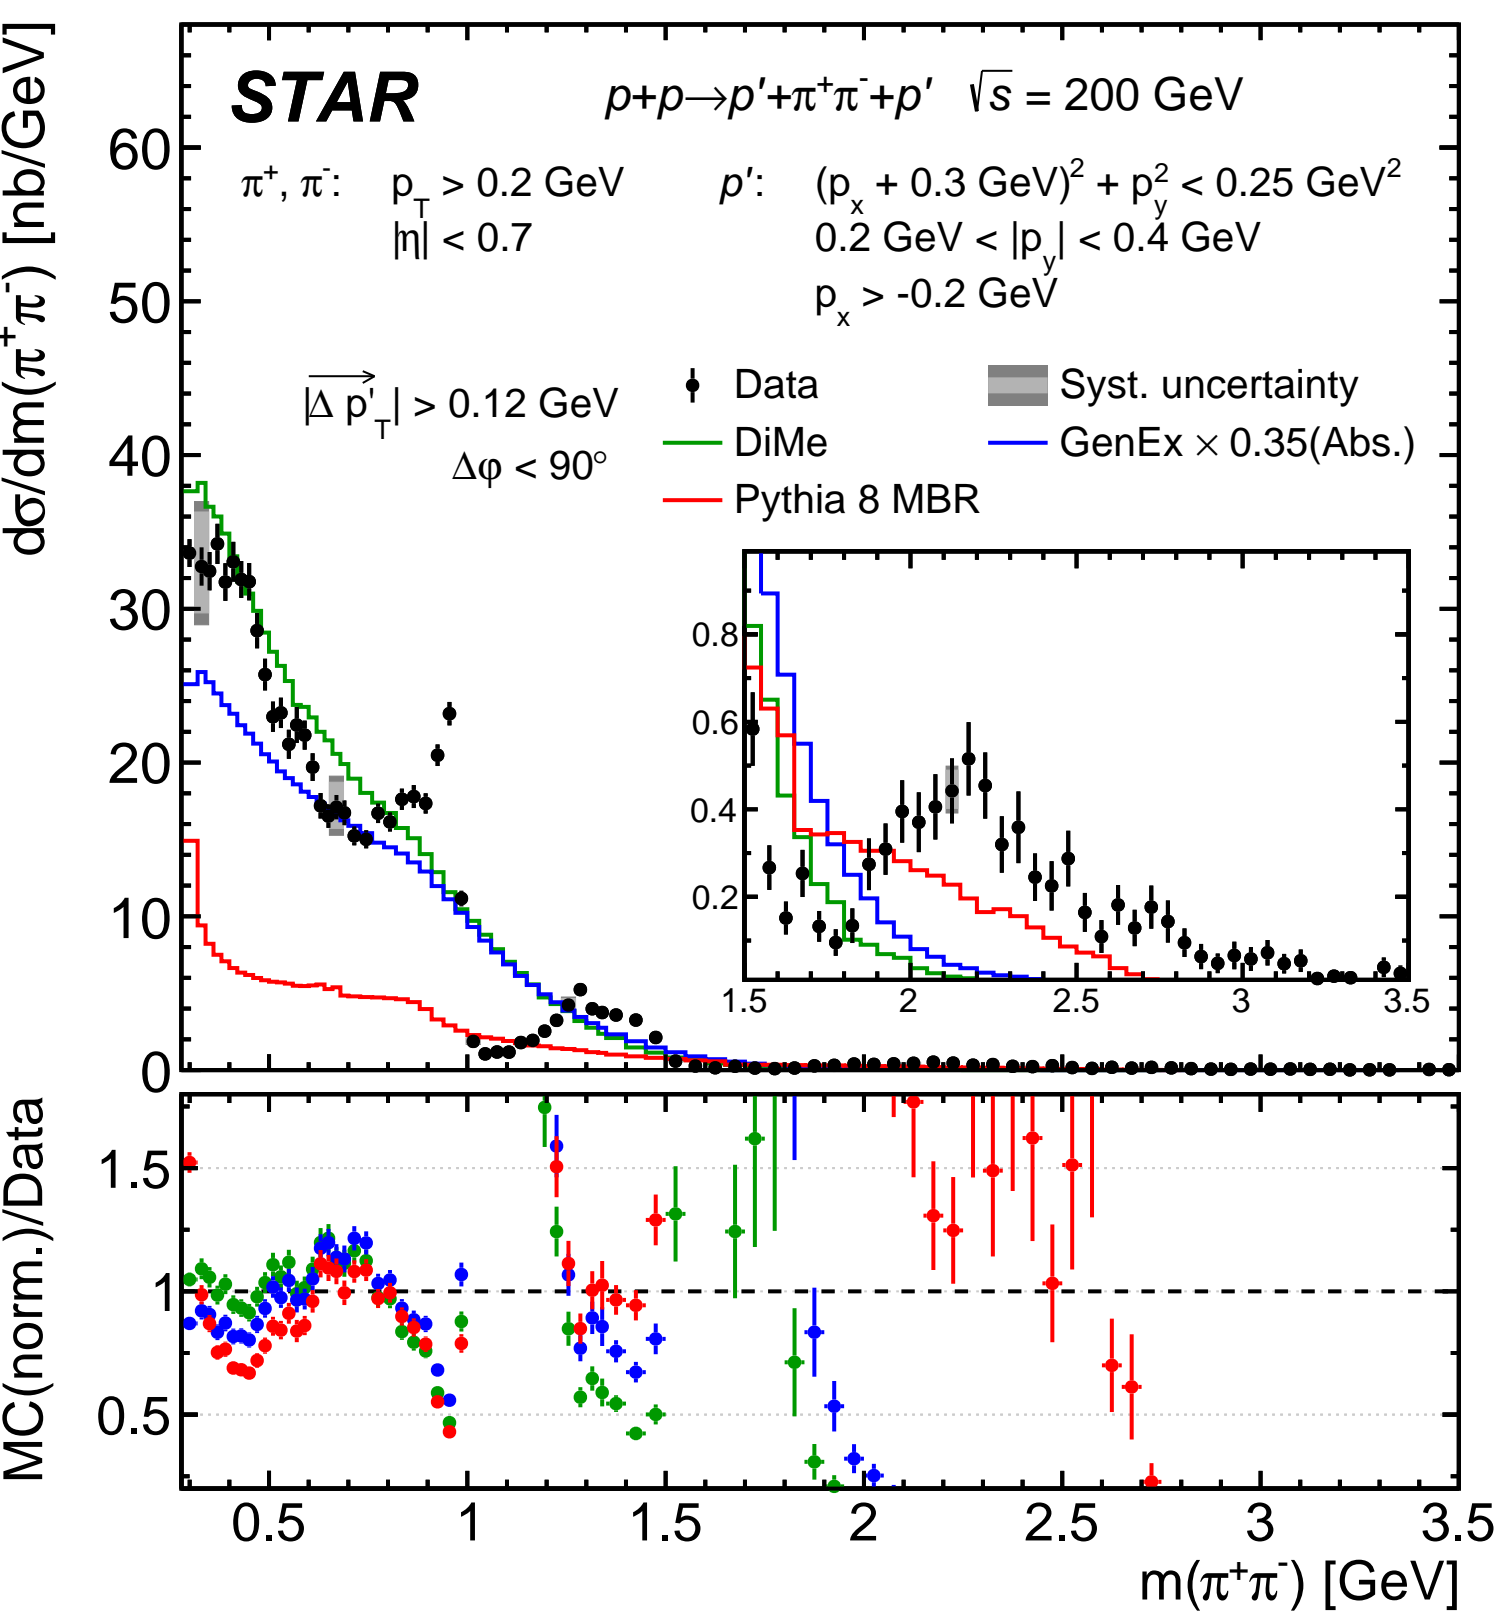 STAR
p+p→p′+π⁺π⁻+p′ √s = 200 GeV
π⁺, π⁻: p_T > 0.2 GeV
|η| < 0.7
p′: (p_x + 0.3 GeV)² + p_y² < 0.25 GeV²
0.2 GeV < |p_y| < 0.4 GeV
p_x > -0.2 GeV
|Δp⃗'_T| > 0.12 GeV
Δφ < 90°
Data
Syst. uncertainty
DiMe
GenEx × 0.35(Abs.)
Pythia 8 MBR
dσ/dm(π⁺π⁻) [nb/GeV]
60
50
40
30
20
10
0
0.8
0.6
0.4
0.2
1.5 2 2.5 3 3.5
MC(norm.)/Data
1.5
1
0.5
0.5 1 1.5 2 2.5 3 3.5
m(π⁺π⁻) [GeV]